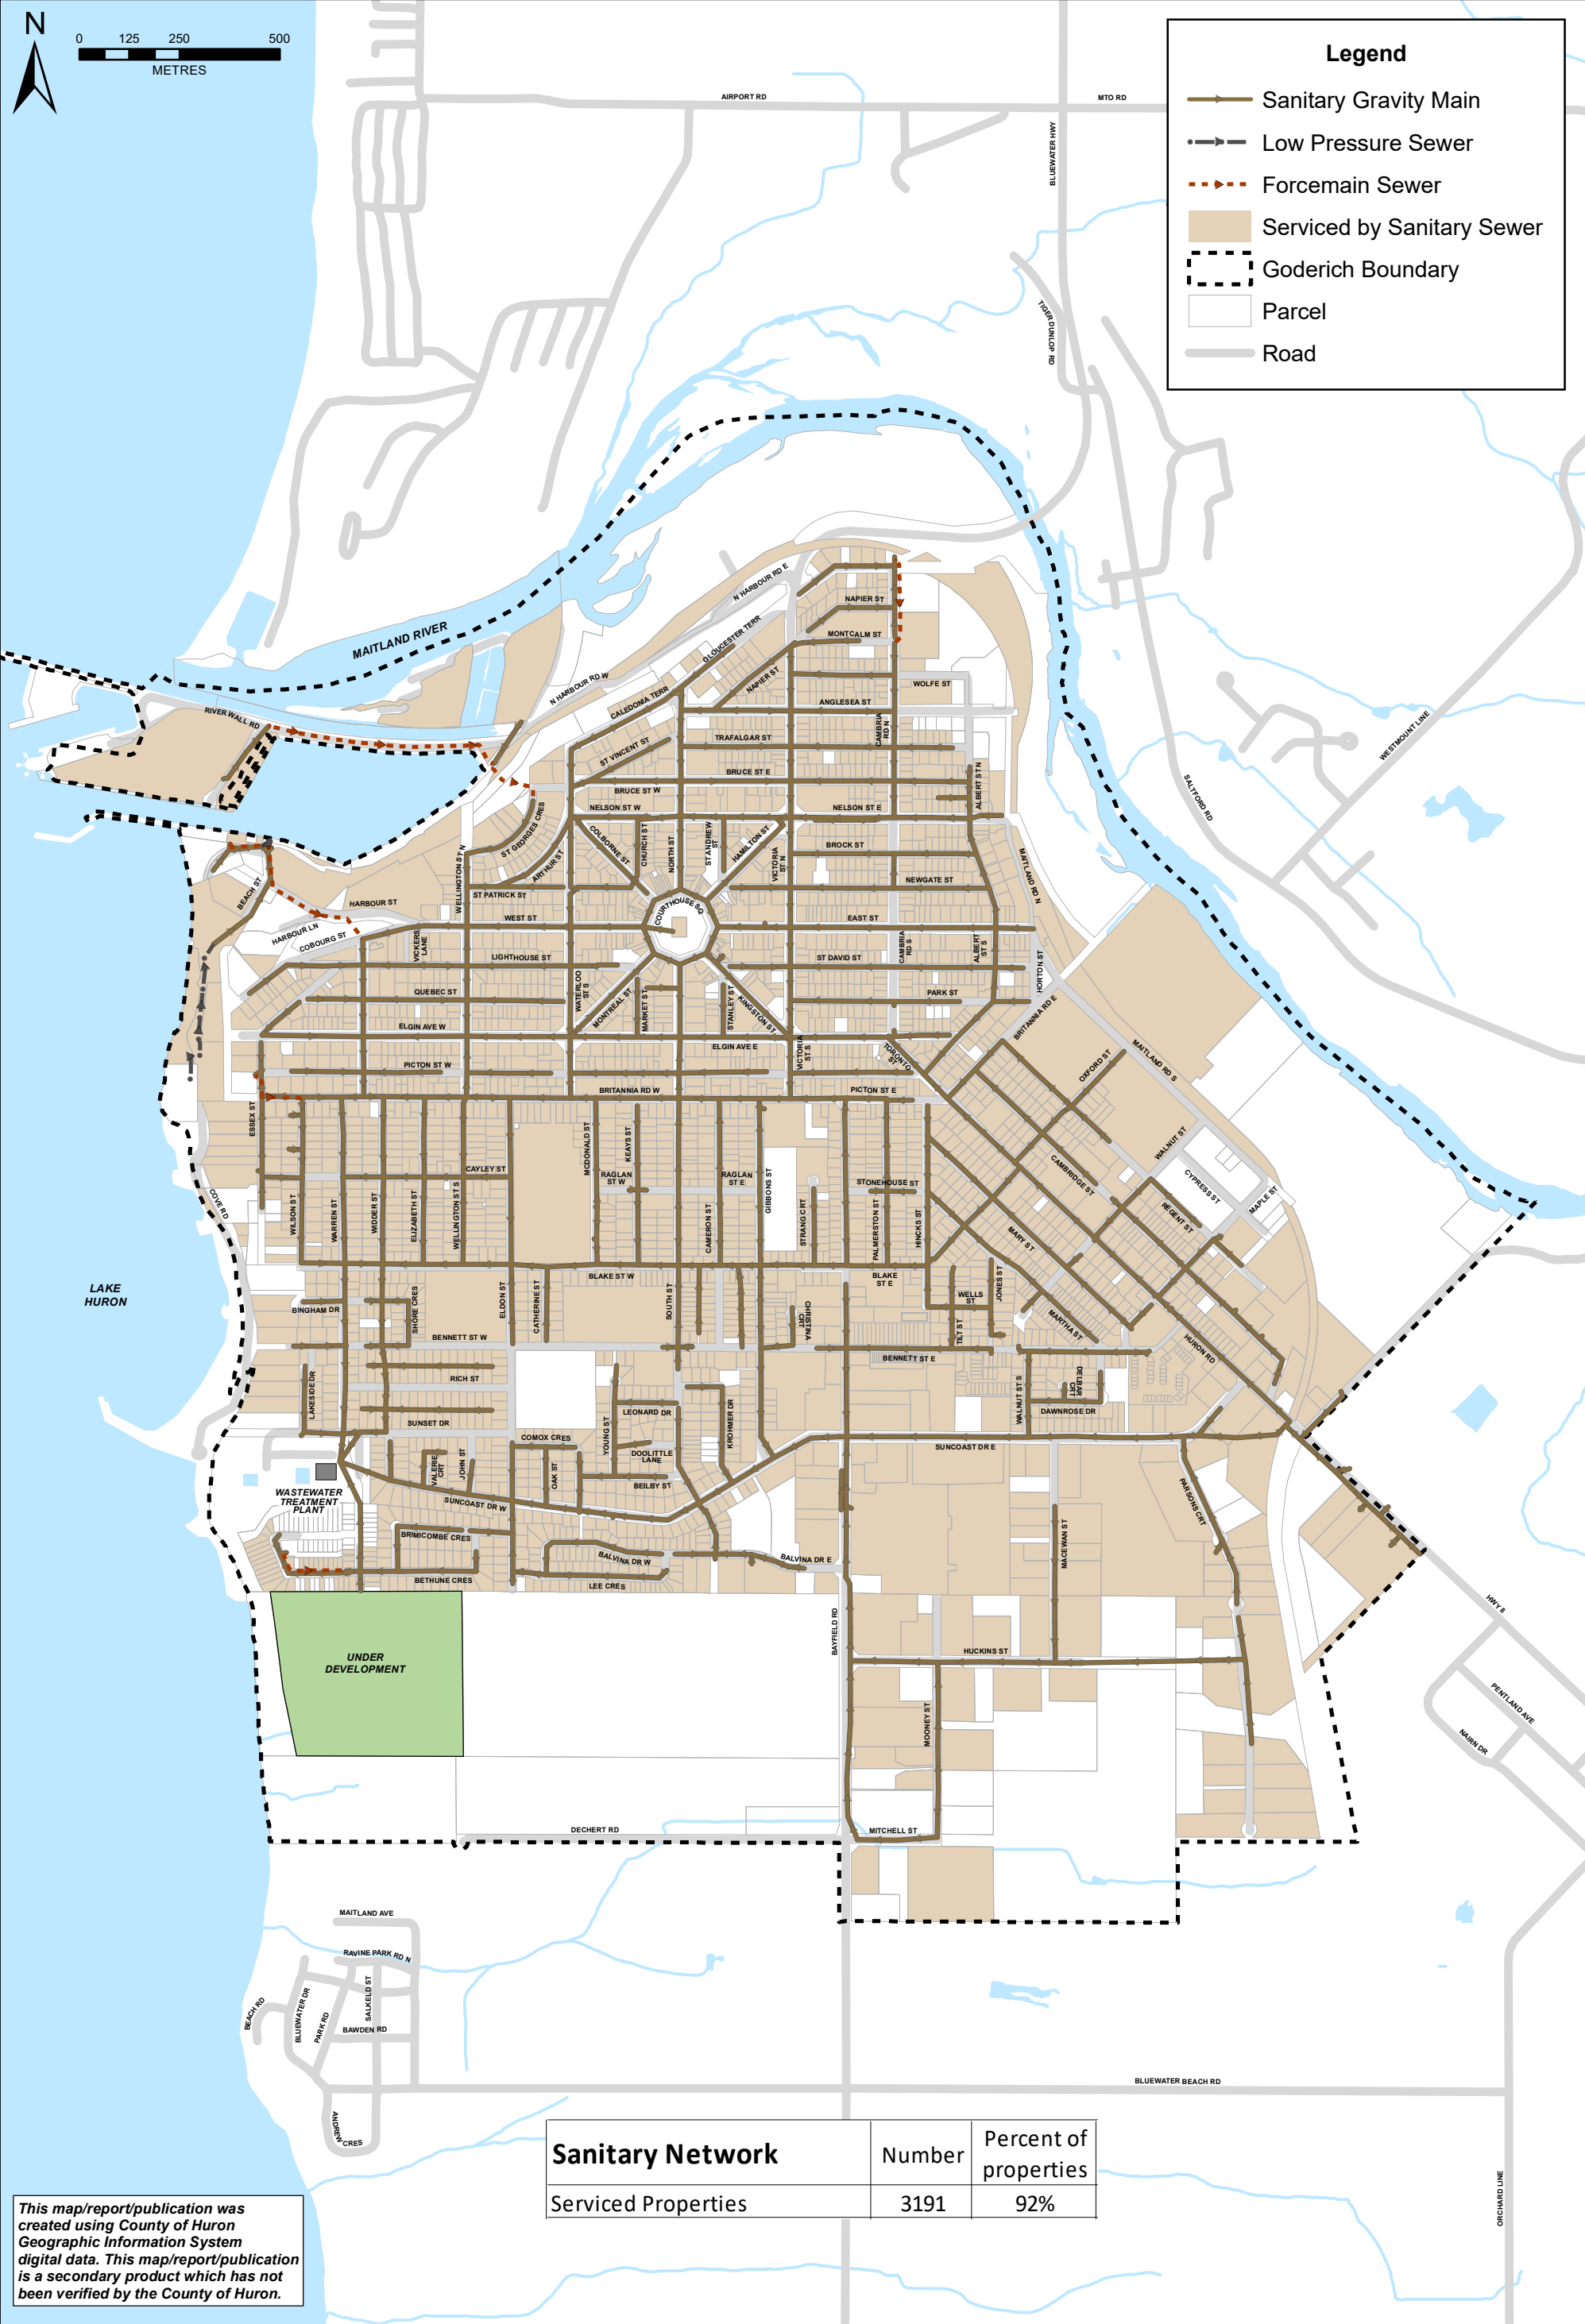 N
0 125 250 500
METRES
Legend
Sanitary Gravity Main
Low Pressure Sewer
Forcemain Sewer
Serviced by Sanitary Sewer
Goderich Boundary
Parcel
Road
AIRPORT RD
MTO RD
BLUEWATER HWY
TIGER DUNLOP RD
SALTFORD RD
WESTMOUNT LINE
MAITLAND RIVER
N HARBOUR RD E
N HARBOUR RD W
GLOUCESTER TERR
CALEDONIA TERR
RIVER WALL RD
NAPIER ST
MONTCALM ST
NAPIER ST
WOLFE ST
ANGLESEA ST
CAMBRIA
RD N
TRAFALGAR ST
ST VINCENT ST
BRUCE ST E
BRUCE ST W
ALBERT ST N
NELSON ST W
NELSON ST E
ST GEORGES CRES
COLBORNE ST
CHURCH ST
NORTH ST
ST ANDREW
ST
HAMILTON ST
VICTORIA
ST N
BROCK ST
ARTHUR ST
WELLINGTON ST N
NEWGATE ST
MAITLAND RD N
ST PATRICK ST
BEACH ST
HARBOUR ST
COURTHOUSE SQ
WEST ST
EAST ST
HARBOUR LN
COBOURG ST
VICKERS
LANE
CAMBRIA
RD S
ALBERT
ST S
LIGHTHOUSE ST
ST DAVID ST
HORTON ST
QUEBEC ST
WATERLOO
ST S
MONTREAL ST
MARKET ST
STANLEY ST
KINGSTON ST
PARK ST
BRITANNIA RD E
ELGIN AVE W
ELGIN AVE E
VICTORIA
ST S
TORONTO
ST
OXFORD ST
MAITLAND RD S
PICTON ST W
BRITANNIA RD W
PICTON ST E
ESSEX ST
MCDONALD ST
KEAYS ST
WALNUT ST
CYPRESS ST
MAPLE ST
CAYLEY ST
RAGLAN
ST W
RAGLAN
ST E
GIBBONS ST
STONEHOUSE ST
CAMBRIDGE ST
REGENT ST
COVE RD
WILSON ST
WARREN ST
WIDDER ST
ELIZABETH ST
WELLINGTON ST S
CAMERON ST
STRANG CRT
PALMERSTON ST
HINCKS ST
MARY ST
LAKE
HURON
BLAKE ST W
BLAKE
ST E
BINGHAM DR
SHORE CRES
ELDON ST
CATHERINE ST
SOUTH ST
CHRISTINA
CRT
WELLS
ST
JONES ST
TILT ST
MARTHA ST
HURON RD
BENNETT ST W
BENNETT ST E
RICH ST
LAKESIDE DR
SUNSET DR
LEONARD DR
YOUNG ST
KROHMER DR
WALNUT ST S
DELBAR
CRT
DAWNROSE DR
COMOX CRES
SUNCOAST DR E
VALERIE
CRT
JOHN ST
OAK ST
DOOLITTLE
LANE
BEILBY ST
WASTEWATER
TREATMENT
PLANT
SUNCOAST DR W
PARSONS CRT
MACEWAN ST
BRIMICOMBE CRES
BALVINA DR W
BALVINA DR E
BETHUNE CRES
LEE CRES
HWY 8
BAYFIELD RD
HUCKINS ST
UNDER
DEVELOPMENT
MOONEY ST
PENTLAND AVE
NAIRN DR
DECHERT RD
MITCHELL ST
MAITLAND AVE
RAVINE PARK RD N
BEACH RD
BLUEWATER DR
PARK RD
SALKELD ST
BAWDEN RD
BLUEWATER BEACH RD
ANDREW
CRES
ORCHARD LINE
Sanitary Network Number Percent of
properties
Serviced Properties 3191 92%
This map/report/publication was
created using County of Huron
Geographic Information System
digital data. This map/report/publication
is a secondary product which has not
been verified by the County of Huron.